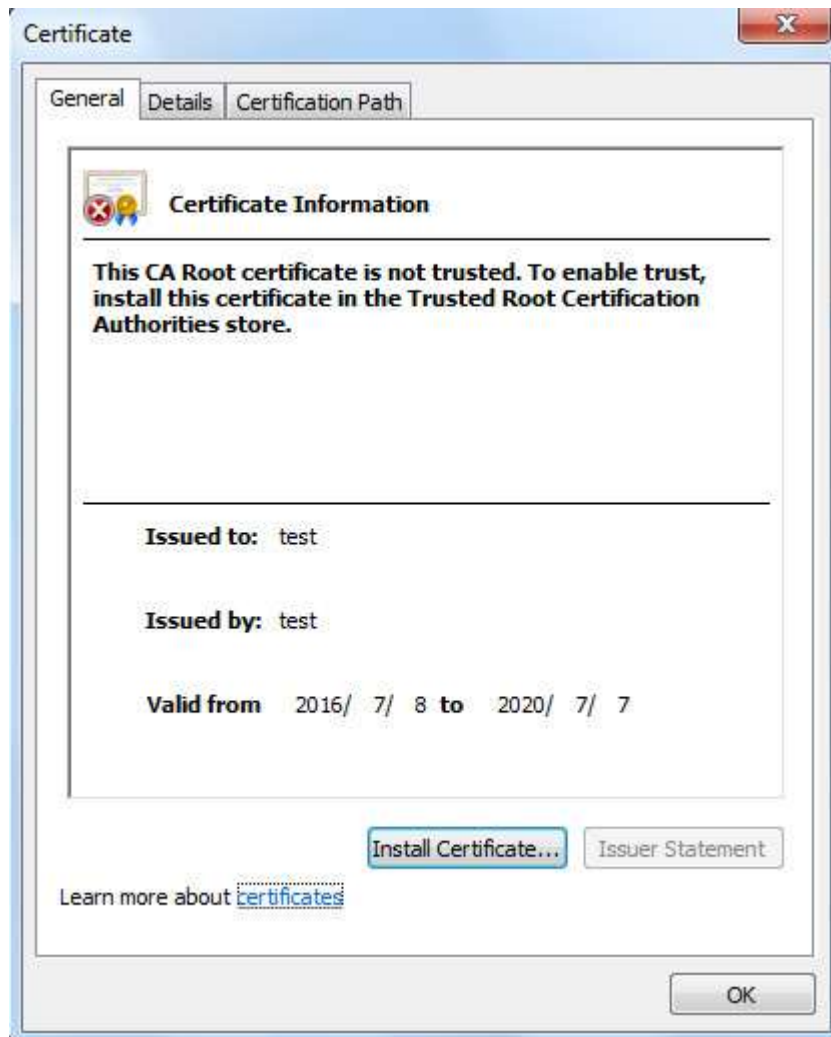 Certificate
General Details Certification Path
Certificate Information
This CA Root certificate is not trusted. To enable trust,
install this certificate in the Trusted Root Certification
Authorities store.
Issued to: test
Issued by: test
Valid from 2016/ 7/ 8 to 2020/ 7/ 7
Install Certificate... Issuer Statement
Learn more about certificates
OK